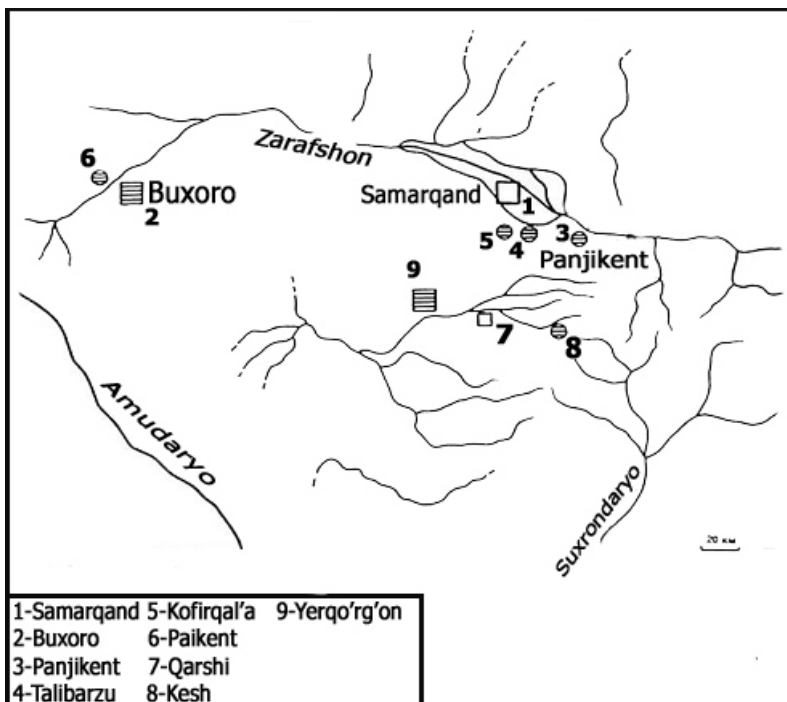 Zarafshon
6
Buxoro
2
Samarqand
1
5
4
3
Panjikent
9
7
8
Amudaryo
Suxrondaryo
20 км
1-Samarqand 5-Kofirqal'a 9-Yerqo'rg'on
2-Buxoro 6-Paikent
3-Panjikent 7-Qarshi
4-Talibarzu 8-Kesh